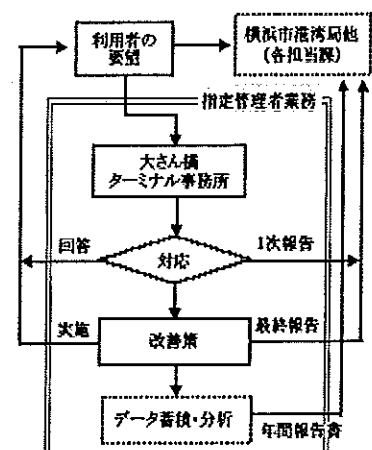 利用者の
要望
横浜市港湾局他
(各担当課)
指定管理者業務
大さん橋
ターミナル事務所
回答
対応
1次報告
実施
改善策
最終報告
データ蓄積・分析
年間報告書